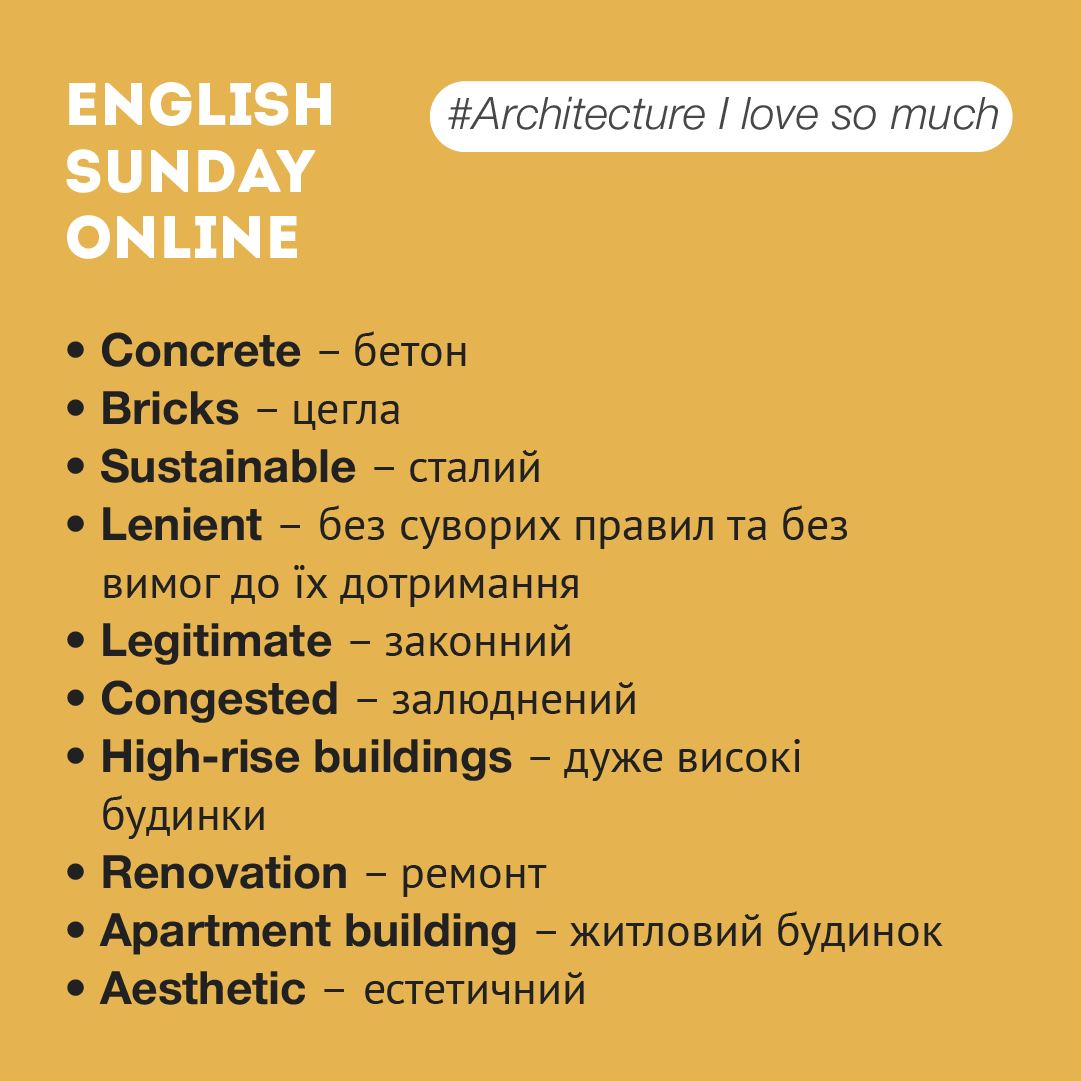 ENGLISH
SUNDAY
ONLINE
#Architecture I love so much
• Concrete – бетон
• Bricks – цегла
• Sustainable – сталий
• Lenient – без суворих правил та без
вимог до їх дотримання
• Legitimate – законний
• Congested – залюднений
• High-rise buildings – дуже високі
будинки
• Renovation – ремонт
• Apartment building – житловий будинок
• Aesthetic – естетичний